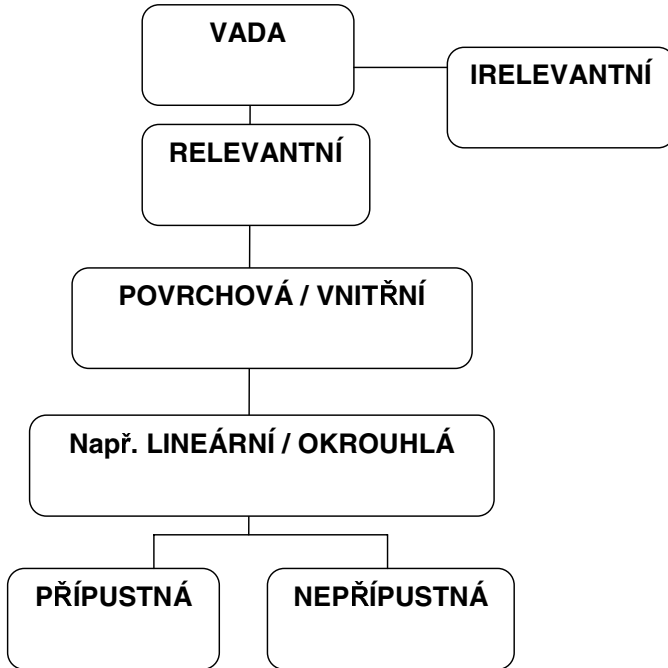 VADA
IRELEVANTNÍ
RELEVANTNÍ
POVRCHOVÁ / VNITŘNÍ
Např. LINEÁRNÍ / OKROUHLÁ
PŘÍPUSTNÁ
NEPŘÍPUSTNÁ